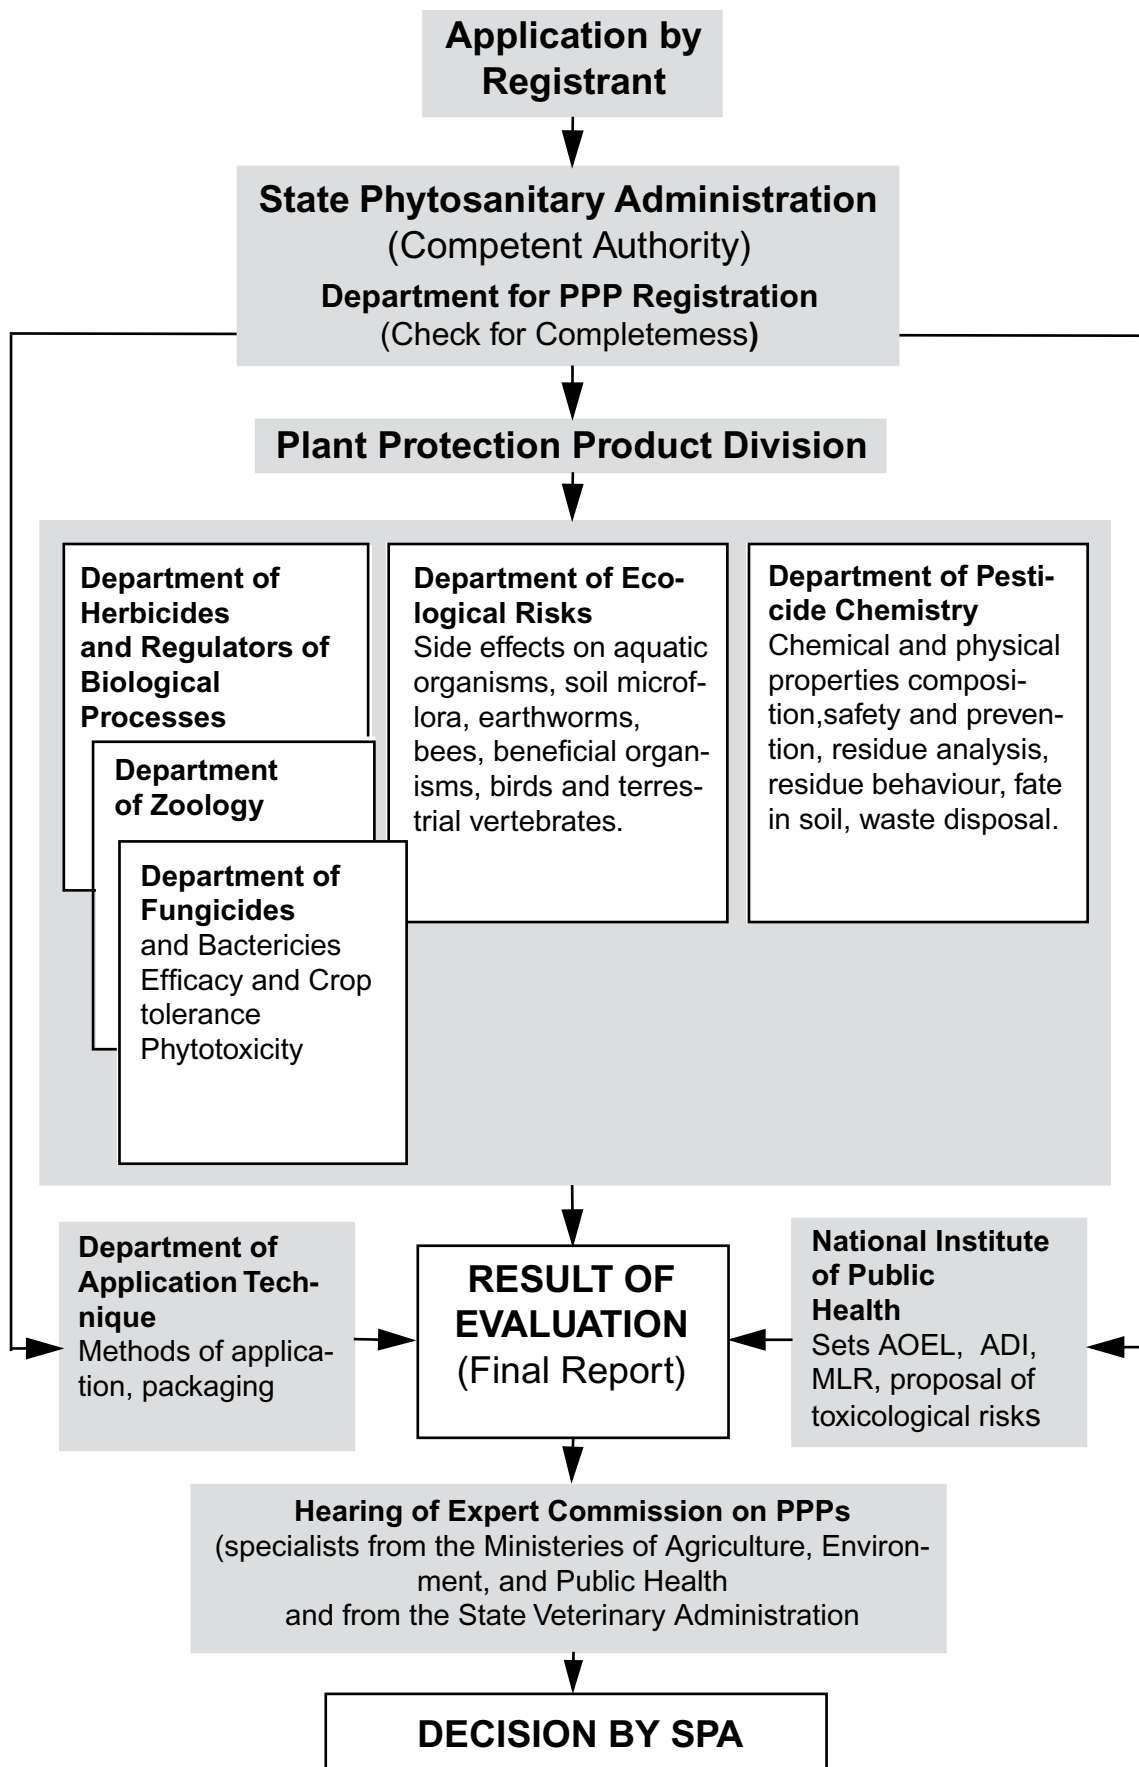 Application by
Registrant
State Phytosanitary Administration
(Competent Authority)
Department for PPP Registration
(Check for Completemess)
Plant Protection Product Division
Department of
Herbicides
and Regulators of
Biological
Processes
Department
of Zoology
Department of
Fungicides
and Bactericies
Efficacy and Crop
tolerance
Phytotoxicity
Department of Eco-
logical Risks
Side effects on aquatic
organisms, soil microf-
lora, earthworms,
bees, beneficial organ-
isms, birds and terres-
trial vertebrates.
Department of Pesti-
cide Chemistry
Chemical and physical
properties composi-
tion,safety and preven-
tion, residue analysis,
residue behaviour, fate
in soil, waste disposal.
Department of
Application Tech-
nique
Methods of applica-
tion, packaging
RESULT OF
EVALUATION
(Final Report)
National Institute
of Public
Health
Sets AOEL, ADI,
MLR, proposal of
toxicological risks
Hearing of Expert Commission on PPPs
(specialists from the Ministeries of Agriculture, Environ-
ment, and Public Health
and from the State Veterinary Administration
DECISION BY SPA